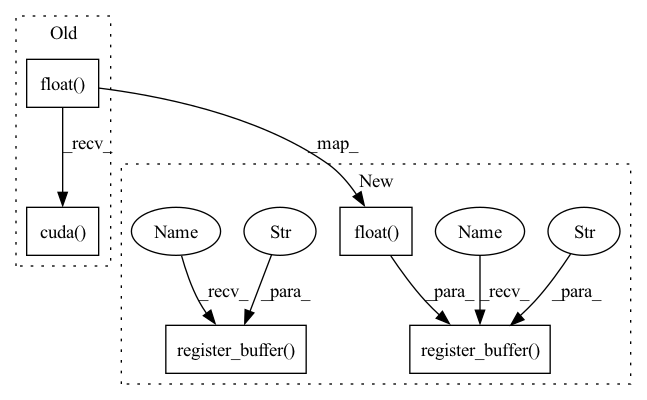 Old
float()
_recv_
_map_
New
cuda()
Name
Str
float()
Name
Str
_recv_
_para_
_para_
_recv_
_para_
register_buffer()
register_buffer()